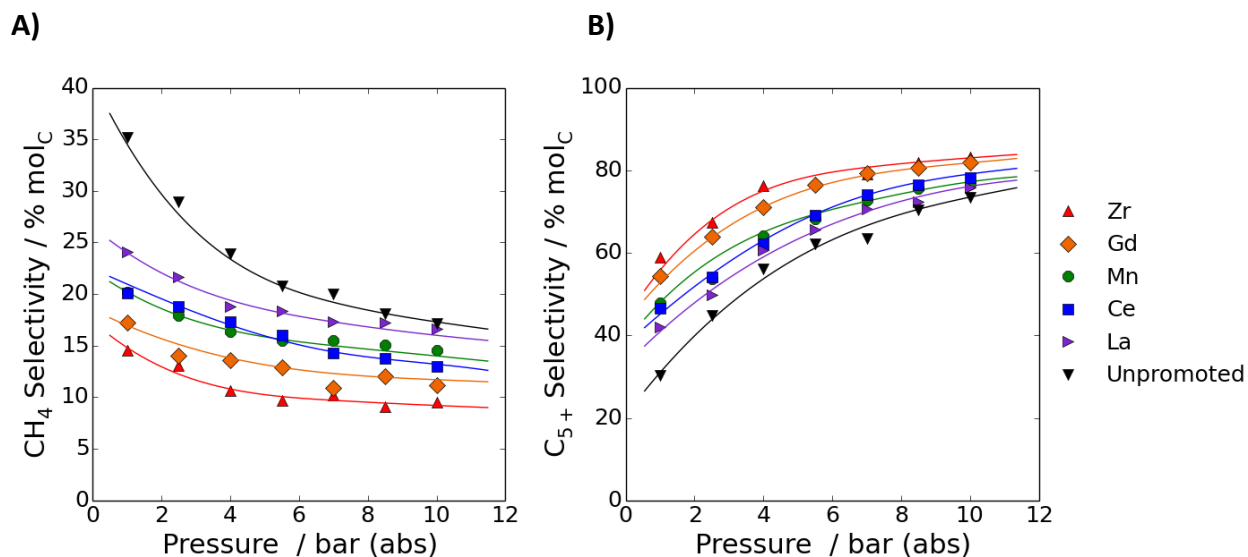 A)
B)
40
35
30
25
20
15
10
5
0
0 2 4 6 8 10 12
CH₄ Selectivity / % mol_C
Pressure / bar (abs)
100
80
60
40
20
0
0 2 4 6 8 10 12
C₅₊ Selectivity / % mol_C
Pressure / bar (abs)
Zr
Gd
Mn
Ce
La
Unpromoted